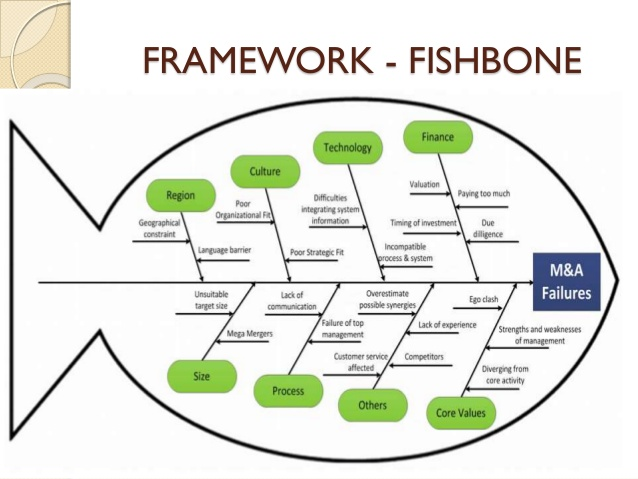 FRAMEWORK - FISHBONE
Finance
Technology
Culture
Region
Valuation
Paying too much
Timing of investment
Due
dilligence
Difficulties
integrating system
information
Incompatible
process & system
Poor
Organizational Fit
Poor Strategic Fit
Geographical
constraint
Language barrier
M&A
Failures
Unsuitable
target size
Mega Mergers
Size
Lack of
communication
Failure of top
management
Process
Overestimate
possible synergies
Lack of experience
Customer service
affected
Competitors
Others
Ego clash
Strengths and weaknesses
of management
Diverging from
core activity
Core Values